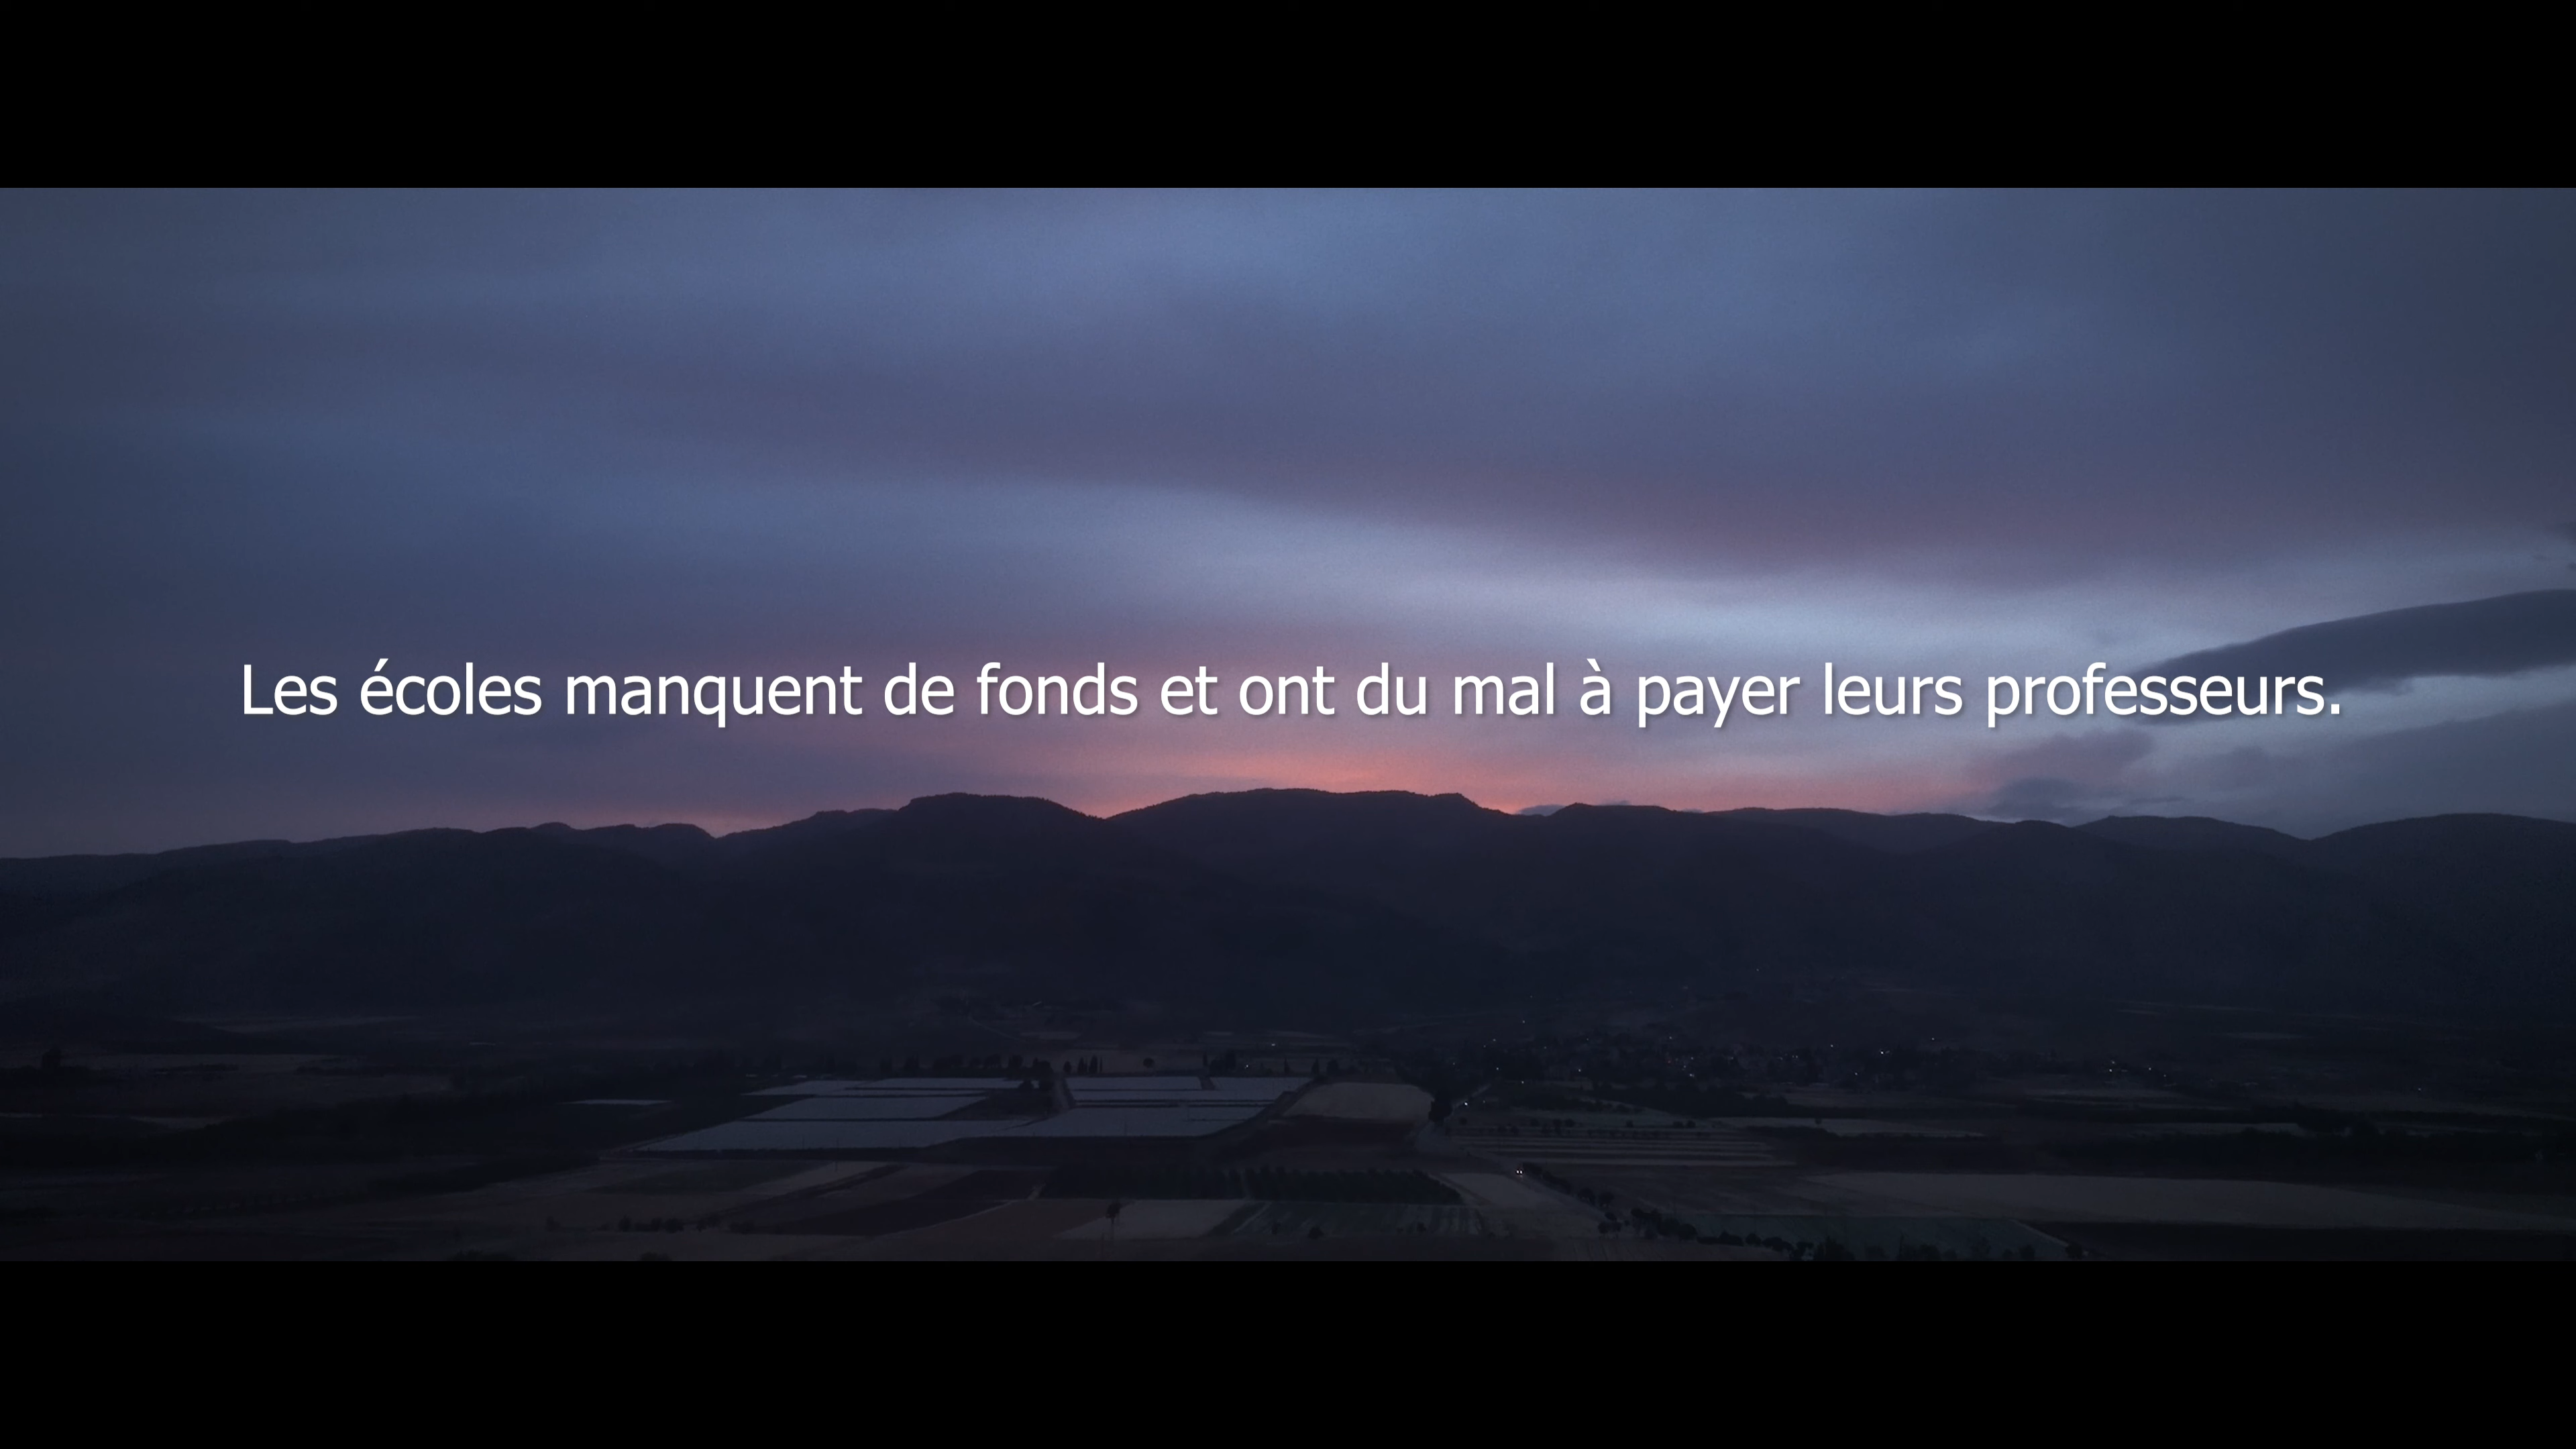 Les écoles manquent de fonds et ont du mal à payer leurs professeurs.